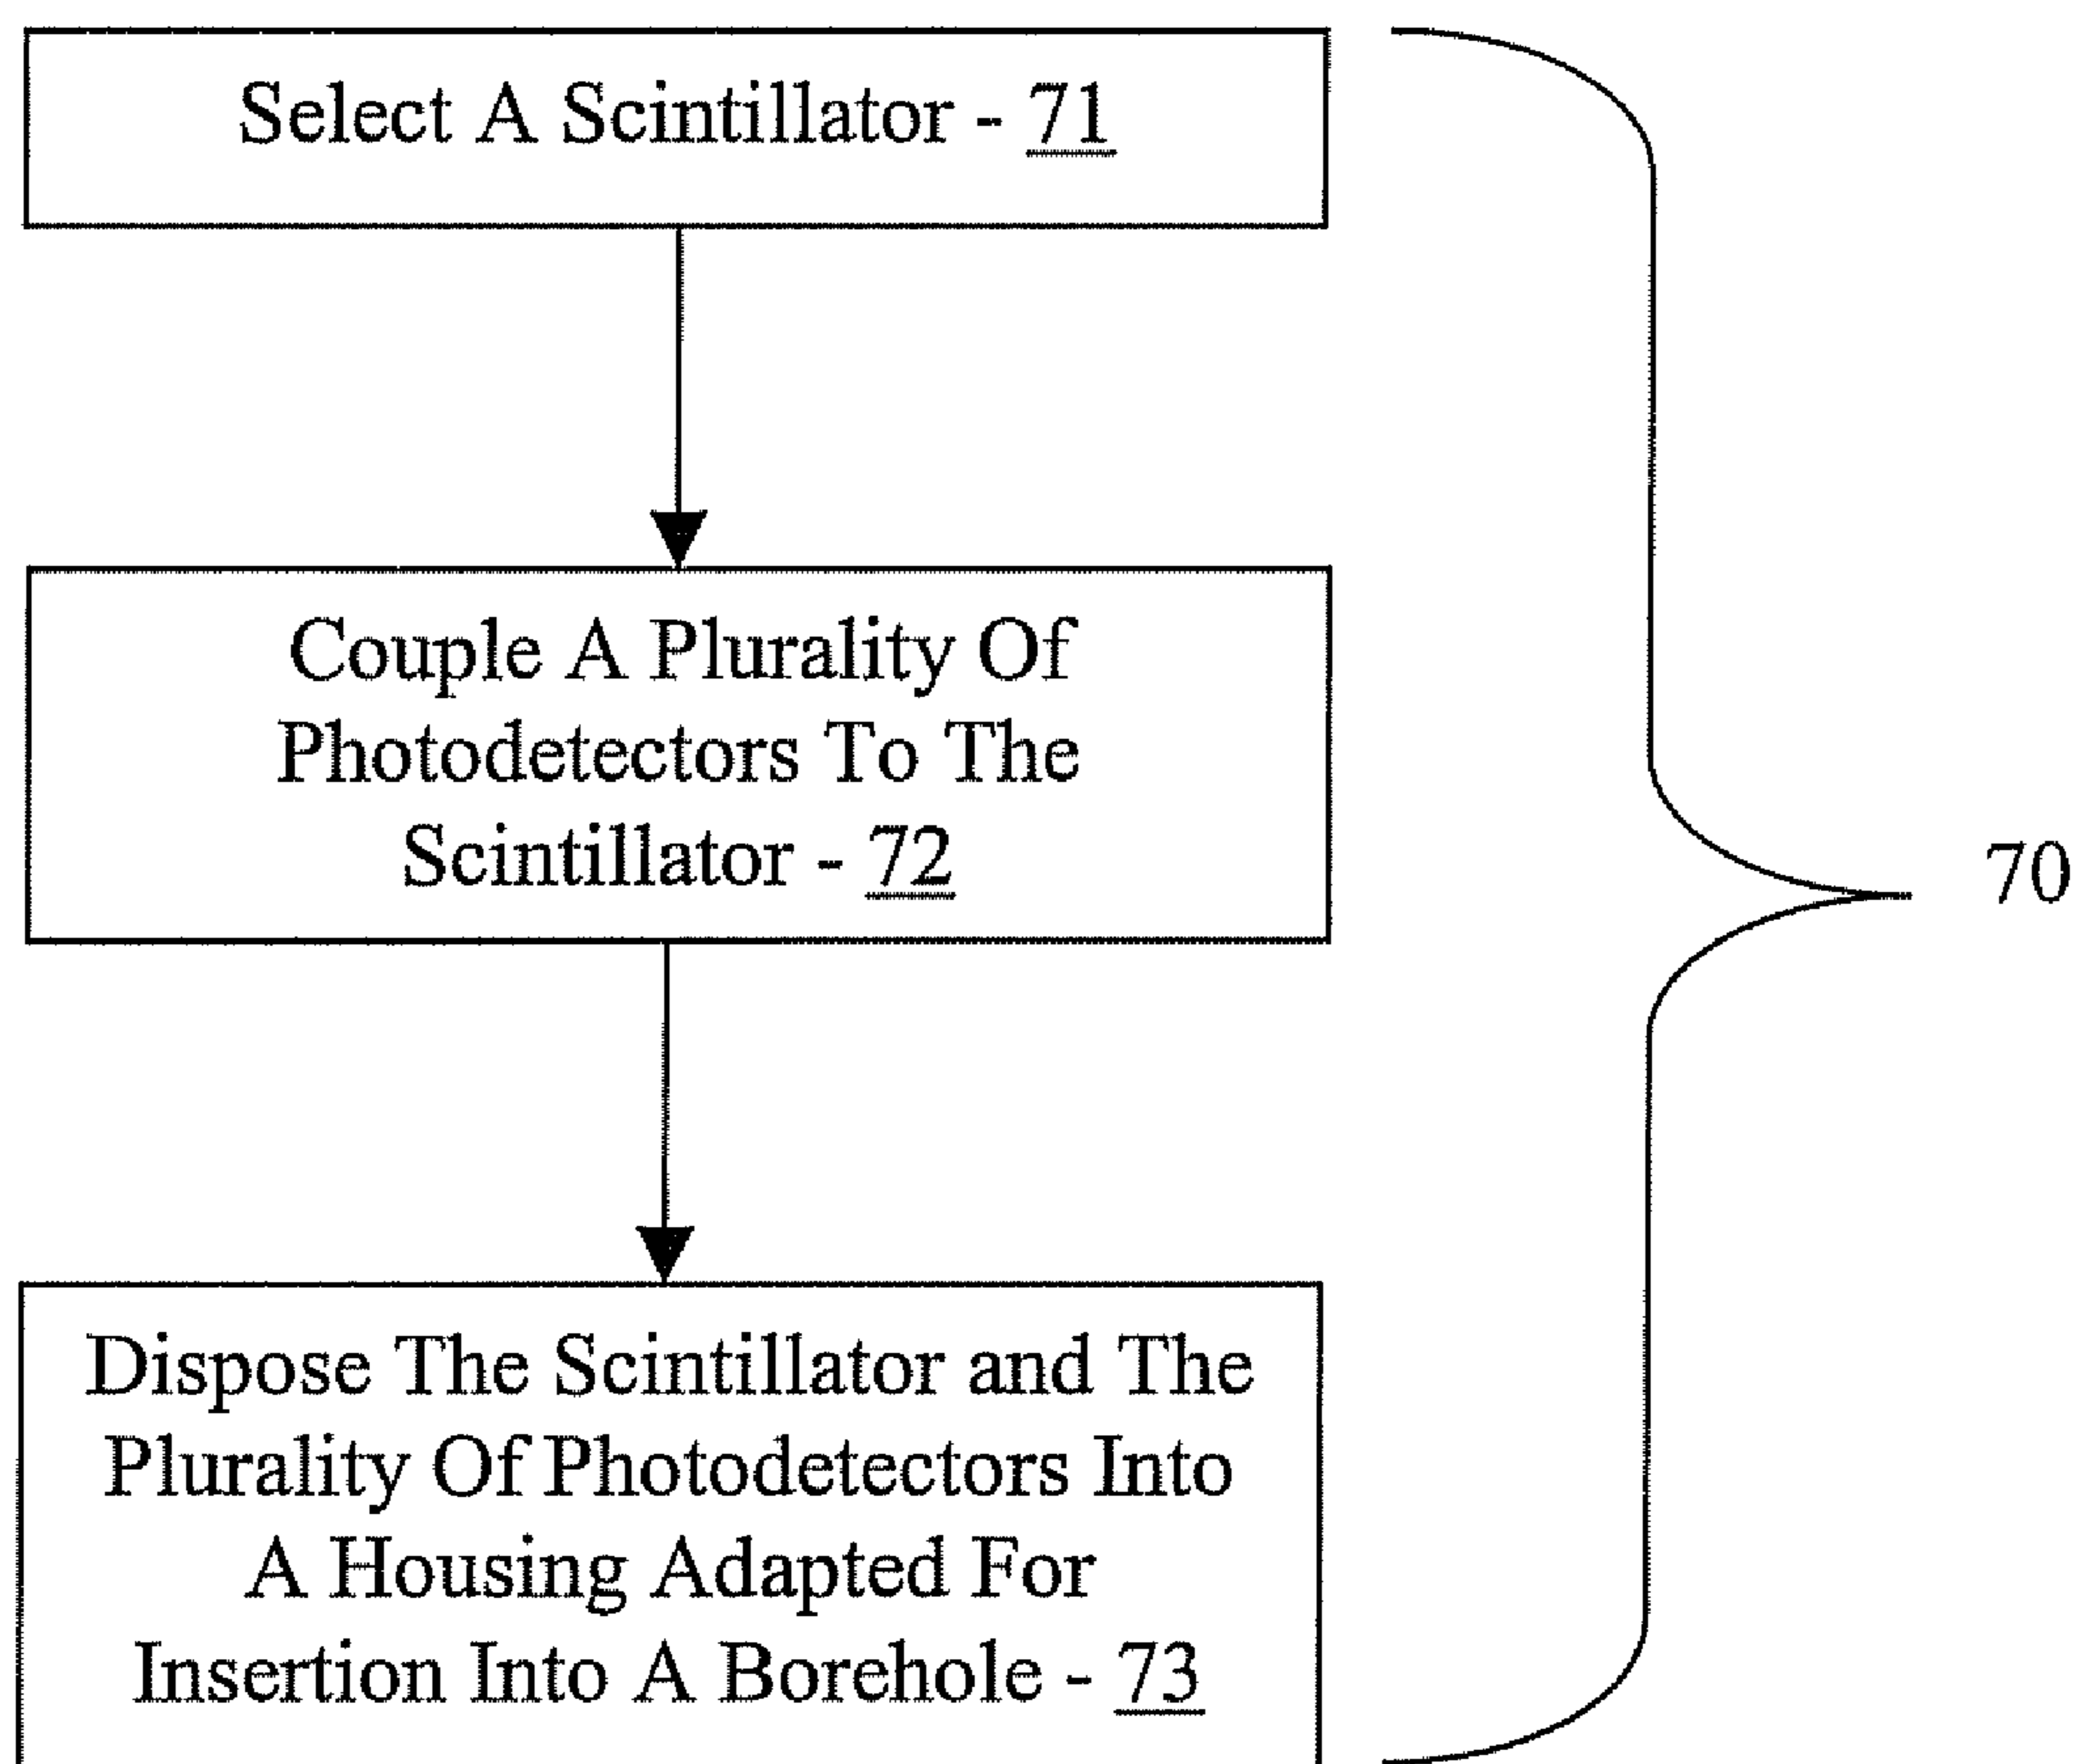 Select A Scintillator - 71
Couple A Plurality Of
Photodetectors To The
Scintillator - 72
70
Dispose The Scintillator and The
Plurality Of Photodetectors Into
A Housing Adapted For
Insertion Into A Borehole - 73